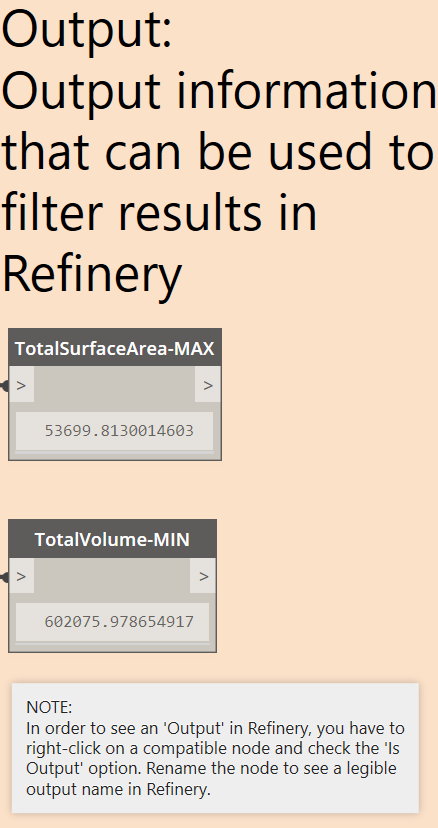 Output:
Output information
that can be used to
filter results in
Refinery
TotalSurfaceArea-MAX
> >
53699.8130014603
TotalVolume-MIN
> >
602075.978654917
NOTE:
In order to see an 'Output' in Refinery, you have to
right-click on a compatible node and check the 'Is
Output' option. Rename the node to see a legible
output name in Refinery.